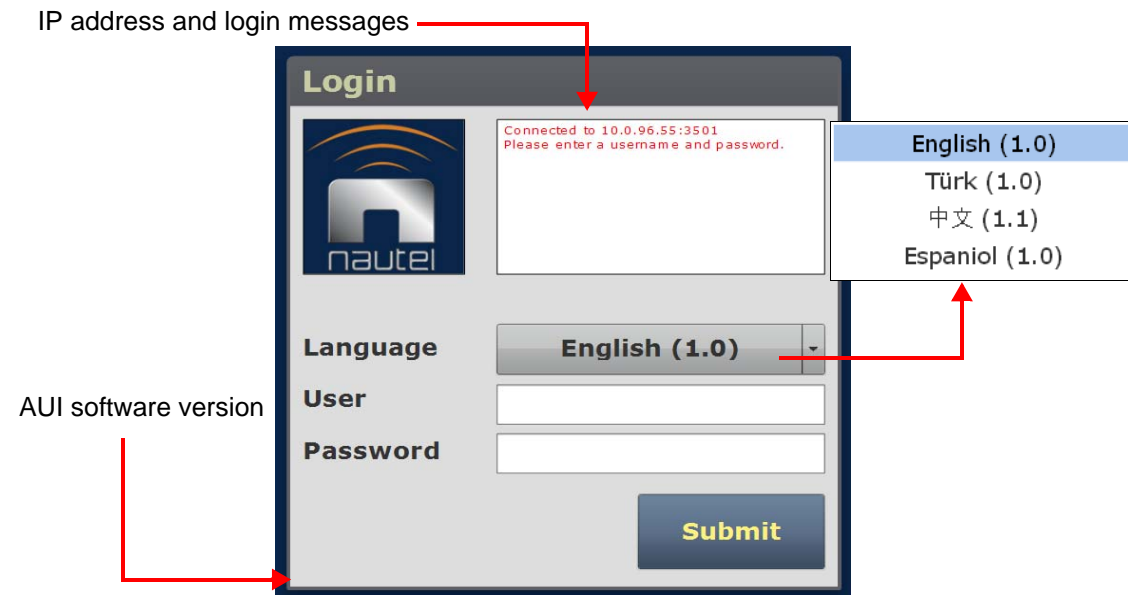 IP address and login messages
Login
Connected to 10.0.96.55:3501
Please enter a username and password.
nautel
English (1.0)
Türk (1.0)
中文 (1.1)
Espaniol (1.0)
Language
English (1.0)
User
AUI software version
Password
Submit